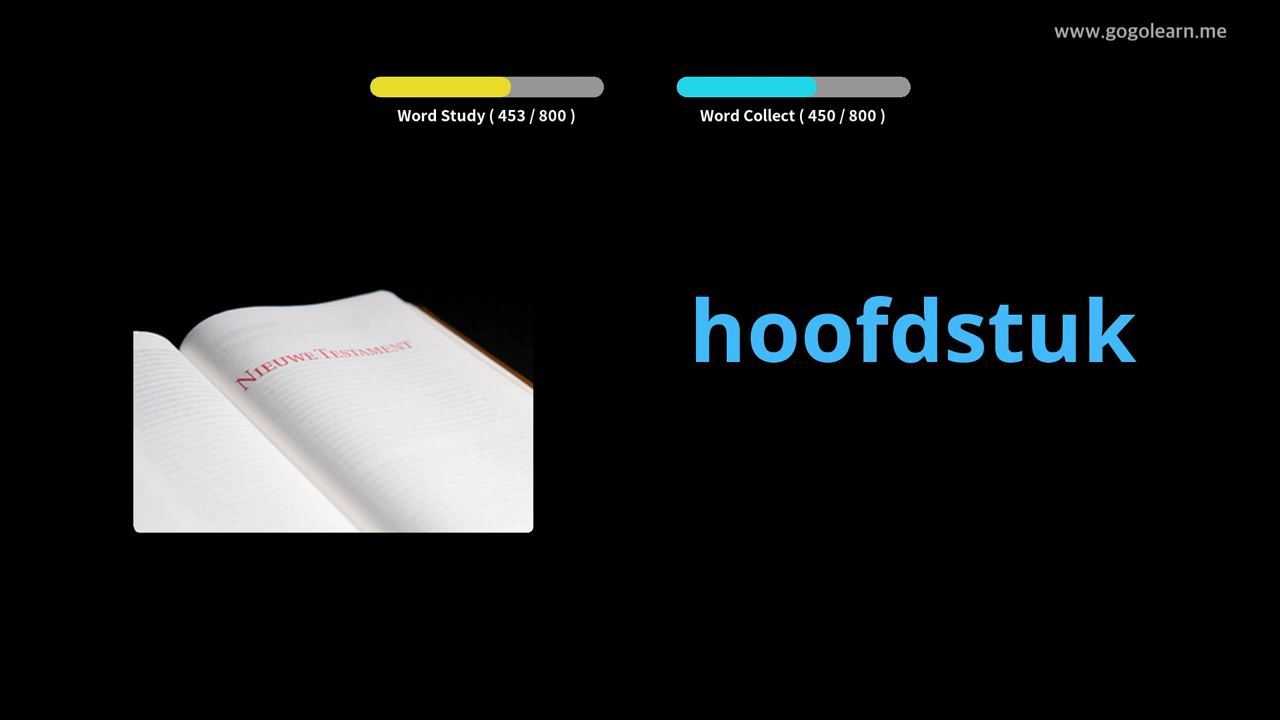 www.gogolearn.me
Word Study ( 453 / 800 )
Word Collect ( 450 / 800 )
NIEUWE TESTAMENT
hoofdstuk